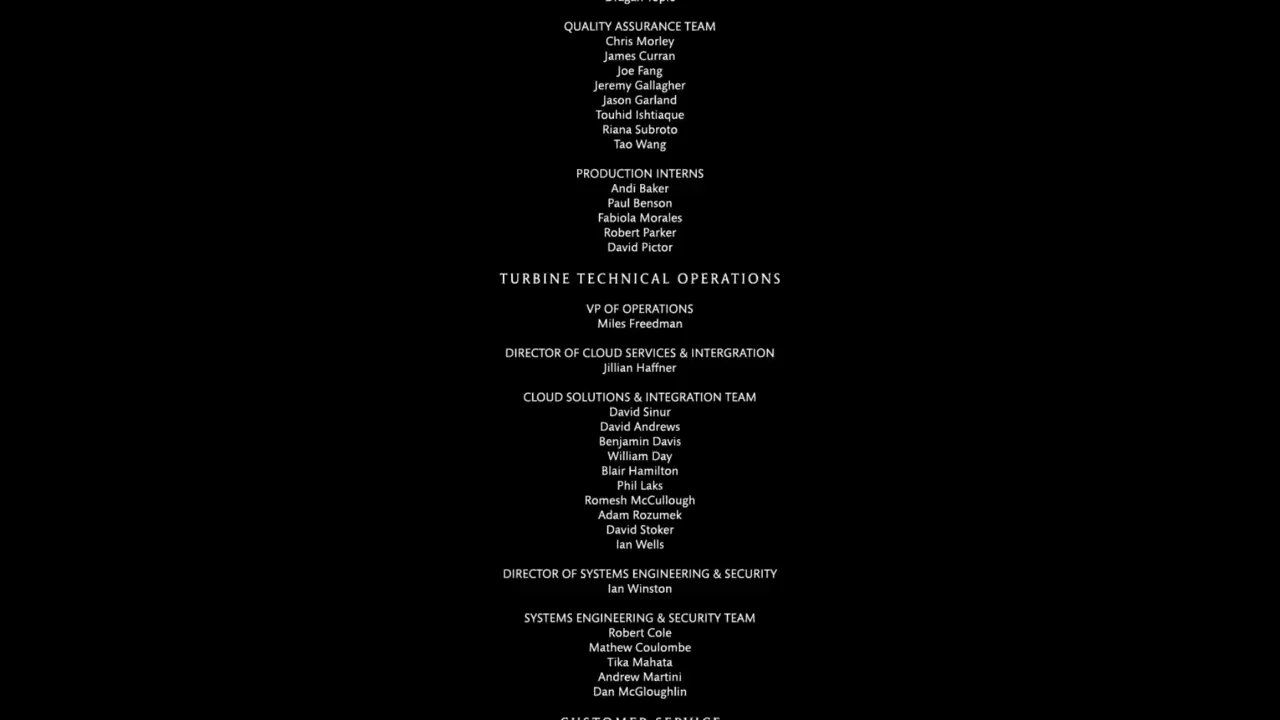 QUALITY ASSURANCE TEAM
Chris Morley
James Curran
Joe Fang
Jeremy Gallagher
Jason Garland
Touhid Ishtiaque
Riana Subroto
Tao Wang
PRODUCTION INTERNS
Andi Baker
Paul Benson
Fabiola Morales
Robert Parker
David Pictor
TURBINE TECHNICAL OPERATIONS
VP OF OPERATIONS
Miles Freedman
DIRECTOR OF CLOUD SERVICES & INTERGRATION
Jillian Haffner
CLOUD SOLUTIONS & INTEGRATION TEAM
David Sinur
David Andrews
Benjamin Davis
William Day
Blair Hamilton
Phil Laks
Romesh McCullough
Adam Rozumek
David Stoker
Ian Wells
DIRECTOR OF SYSTEMS ENGINEERING & SECURITY
Ian Winston
SYSTEMS ENGINEERING & SECURITY TEAM
Robert Cole
Mathew Coulombe
Tika Mahata
Andrew Martini
Dan McGloughlin
CUSTOMER SERVICE